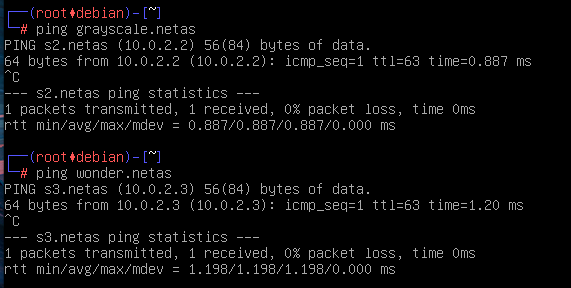 ┌──(root♦debian)-[~]
└─# ping grayscale.netas
PING s2.netas (10.0.2.2) 56(84) bytes of data.
64 bytes from 10.0.2.2 (10.0.2.2): icmp_seq=1 ttl=63 time=0.887 ms
^C
--- s2.netas ping statistics ---
1 packets transmitted, 1 received, 0% packet loss, time 0ms
rtt min/avg/max/mdev = 0.887/0.887/0.887/0.000 ms
┌──(root♦debian)-[~]
└─# ping wonder.netas
PING s3.netas (10.0.2.3) 56(84) bytes of data.
64 bytes from 10.0.2.3 (10.0.2.3): icmp_seq=1 ttl=63 time=1.20 ms
^C
--- s3.netas ping statistics ---
1 packets transmitted, 1 received, 0% packet loss, time 0ms
rtt min/avg/max/mdev = 1.198/1.198/1.198/0.000 ms